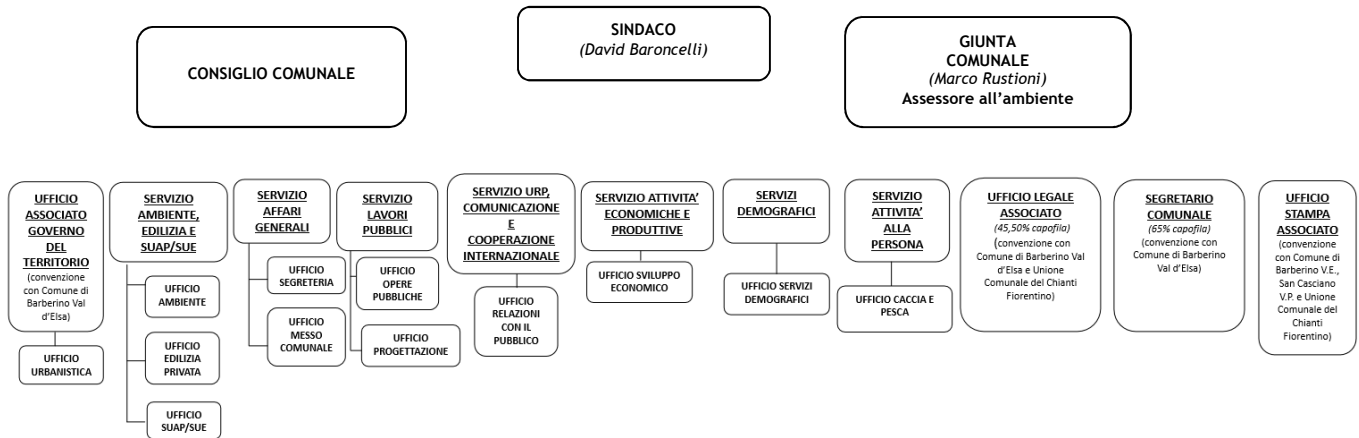 CONSIGLIO COMUNALE
SINDACO
(David Baroncelli)
GIUNTA
COMUNALE
(Marco Rustioni)
Assessore all'ambiente
UFFICIO
ASSOCIATO
GOVERNO
DEL
TERRITORIO
(convenzione
con Comune di
Barberino Val
d'Elsa)
UFFICIO
URBANISTICA
SERVIZIO
AMBIENTE,
EDILIZIA E
SUAP/SUE
UFFICIO
AMBIENTE
UFFICIO
EDILIZIA
PRIVATA
UFFICIO
SUAP/SUE
SERVIZIO
AFFARI
GENERALI
UFFICIO
SEGRETERIA
UFFICIO
MESSO
COMUNALE
SERVIZIO
LAVORI
PUBBLICI
UFFICIO
OPERE
PUBBLICHE
UFFICIO
PROGETTAZIONE
SERVIZIO URP,
COMUNICAZIONE
E
COOPERAZIONE
INTERNAZIONALE
UFFICIO
RELAZIONI
CON IL
PUBBLICO
SERVIZIO ATTIVITA'
ECONOMICHE E
PRODUTTIVE
UFFICIO SVILUPPO
ECONOMICO
SERVIZI
DEMOGRAFICI
UFFICIO SERVIZI
DEMOGRAFICI
SERVIZIO
ATTIVITA'
ALLA
PERSONA
UFFICIO CACCIA E
PESCA
UFFICIO LEGALE
ASSOCIATO
(45,50% capofila)
(convenzione con
Comune di Barberino Val
d'Elsa e Unione
Comunale del Chianti
Fiorentino)
SEGRETARIO
COMUNALE
(65% capofila)
(convenzione con
Comune di Barberino
Val d'Elsa)
UFFICIO
STAMPA
ASSOCIATO
(convenzione
con Comune di
Barberino V.E.,
San Casciano
V.P. e Unione
Comunale del
Chianti
Fiorentino)